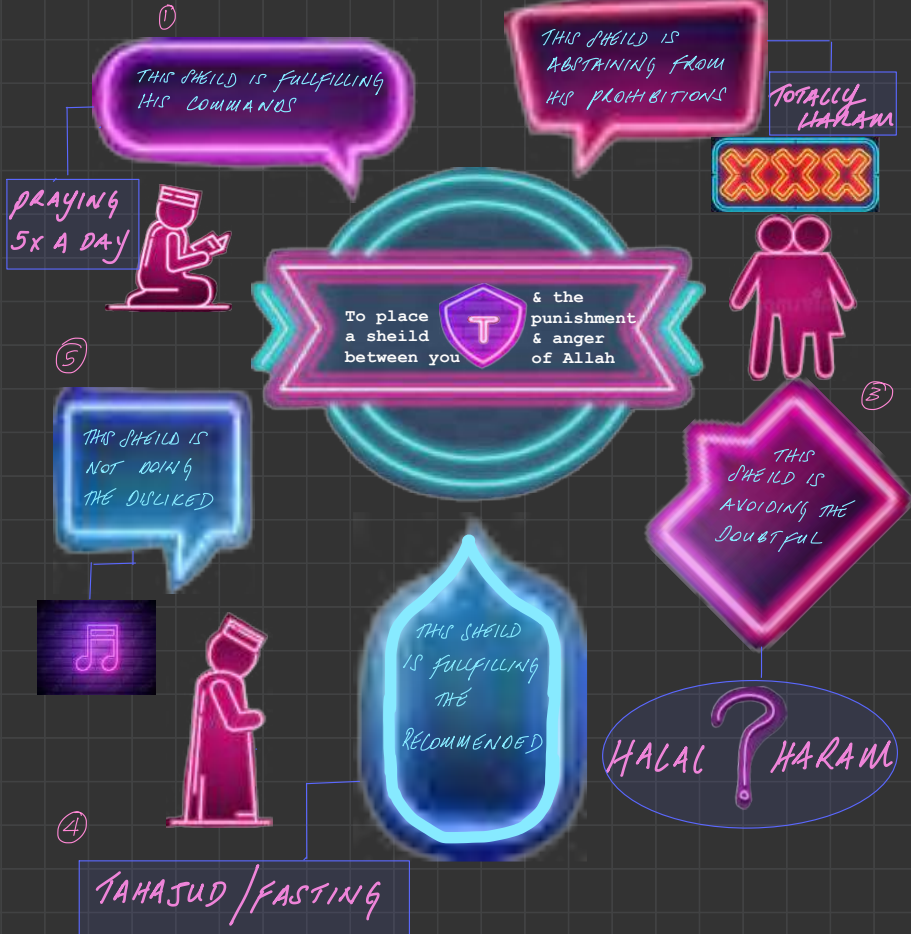 1
THIS SHEILD IS FULLFILLING
HIS COMMANDS
PRAYING
5X A DAY
THIS SHEILD IS
ABSTAINING FROM
HIS PROHIBITIONS
TOTALLY
HARAM
XXX
To place
a sheild
between you
T
& the
punishment
& anger
of Allah
3
THIS
SHEILD IS
AVOIDING THE
DOUBTFUL
HALAL ? HARAM
4
THIS SHEILD
IS FULLFILLING
THE
RECOMMENDED
TAHAJUD/FASTING
5
THIS SHEILD IS
NOT DOING
THE DISLIKED